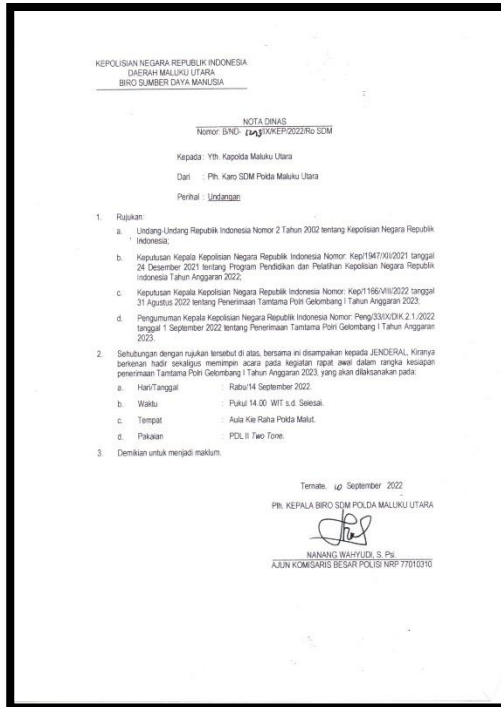 KEPOLISIAN NEGARA REPUBLIK INDONESIA
DAERAH MALUKU UTARA
BIRO SUMBER DAYA MANUSIA
NOTA DINAS
Nomor: B/ND- /IX/KEP/2022/Ro SDM
Kepada : Yth. Kapolda Maluku Utara
Dari : Plh. Karo SDM Polda Maluku Utara
Perihal : Undangan
1. Rujukan:
a. Undang-Undang Republik Indonesia Nomor 2 Tahun 2002 tentang Kepolisian Negara Republik
Indonesia;
b. Keputusan Kepala Kepolisian Negara Republik Indonesia Nomor: Kep/1947/XII/2021 tanggal
24 Desember 2021 tentang Program Pendidikan dan Pelatihan Kepolisian Negara Republik
Indonesia Tahun Anggaran 2022;
c. Keputusan Kepala Kepolisian Negara Republik Indonesia Nomor: Kep/1166/VIII/2022 tanggal
31 Agustus 2022 tentang Penerimaan Tamtama Polri Gelombang I Tahun Anggaran 2023;
d. Pengumuman Kepala Kepolisian Negara Republik Indonesia Nomor: Peng/33/IX/DIK.2.1./2022
tanggal 1 September 2022 tentang Penerimaan Tamtama Polri Gelombang I Tahun Anggaran
2023.
2. Sehubungan dengan rujukan tersebut di atas, bersama ini disampaikan kepada JENDERAL, Kiranya
berkenan hadir sekaligus memimpin acara pada kegiatan rapat awal dalam rangka kesiapan
penerimaan Tamtama Polri Gelombang I Tahun Anggaran 2023, yang akan dilaksanakan pada:
a. Hari/Tanggal : Rabu/14 September 2022.
b. Waktu : Pukul 14.00 WIT s.d. Selesai.
c. Tempat : Aula Kie Raha Polda Malut.
d. Pakaian : PDL II Two Tone.
3. Demikian untuk menjadi maklum.
Ternate, 10 September 2022
Plh. KEPALA BIRO SDM POLDA MALUKU UTARA
NANANG WAHYUDI, S. Psi.
AJUN KOMISARIS BESAR POLISI NRP 77010310